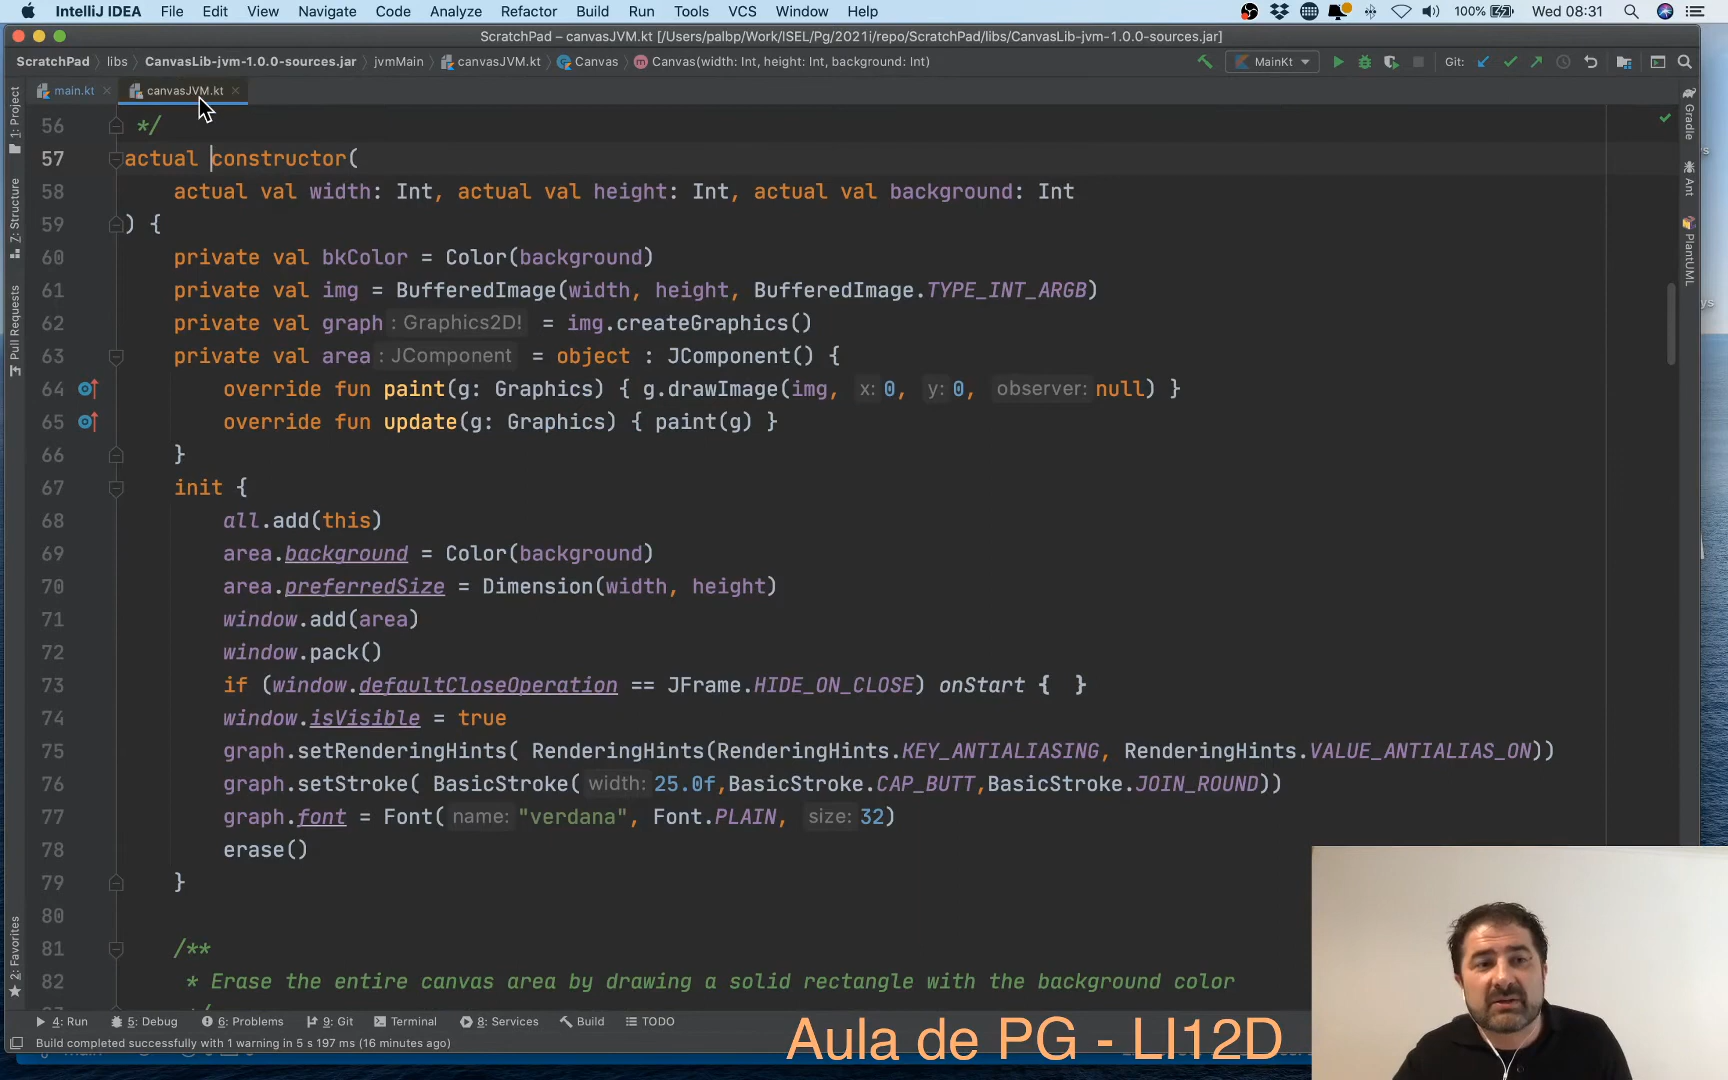 IntelliJ IDEA File Edit View Navigate Code Analyze Refactor Build Run Tools VCS Window Help 100% Wed 08:31
ScratchPad – canvasJVM.kt [/Users/palbp/Work/ISEL/Pg/2021i/repo/ScratchPad/libs/CanvasLib-jvm-1.0.0-sources.jar]
ScratchPad libs CanvasLib-jvm-1.0.0-sources.jar jvmMain canvasJVM.kt Canvas Canvas(width: Int, height: Int, background: Int) MainKt Git:
main.kt canvasJVM.kt
1: Project
Z: Structure
Pull Requests
2: Favorites
Gradle
Ant
PlantUML
56 */
57 actual constructor(
58 actual val width: Int, actual val height: Int, actual val background: Int
59 ) {
60 private val bkColor = Color(background)
61 private val img = BufferedImage(width, height, BufferedImage.TYPE_INT_ARGB)
62 private val graph : Graphics2D! = img.createGraphics()
63 private val area : JComponent = object : JComponent() {
64 override fun paint(g: Graphics) { g.drawImage(img, x: 0, y: 0, observer: null) }
65 override fun update(g: Graphics) { paint(g) }
66 }
67 init {
68 all.add(this)
69 area.background = Color(background)
70 area.preferredSize = Dimension(width, height)
71 window.add(area)
72 window.pack()
73 if (window.defaultCloseOperation == JFrame.HIDE_ON_CLOSE) onStart { }
74 window.isVisible = true
75 graph.setRenderingHints( RenderingHints(RenderingHints.KEY_ANTIALIASING, RenderingHints.VALUE_ANTIALIAS_ON))
76 graph.setStroke( BasicStroke( width: 25.0f,BasicStroke.CAP_BUTT,BasicStroke.JOIN_ROUND))
77 graph.font = Font( name: "verdana", Font.PLAIN, size: 32)
78 erase()
79 }
80
81 /**
82 * Erase the entire canvas area by drawing a solid rectangle with the background color
4: Run 5: Debug 6: Problems 9: Git Terminal 8: Services Build TODO
Build completed successfully with 1 warning in 5 s 197 ms (16 minutes ago)
Aula de PG - LI12D